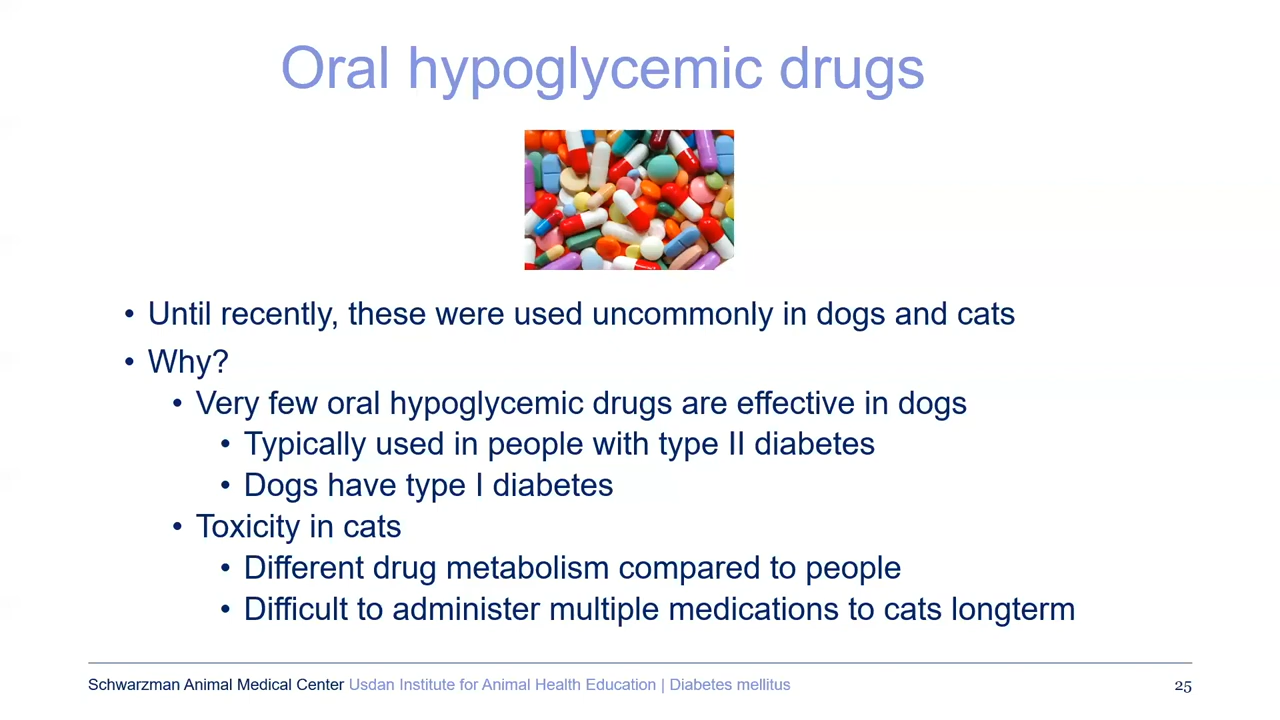 Oral hypoglycemic drugs
• Until recently, these were used uncommonly in dogs and cats
• Why?
• Very few oral hypoglycemic drugs are effective in dogs
• Typically used in people with type II diabetes
• Dogs have type I diabetes
• Toxicity in cats
• Different drug metabolism compared to people
• Difficult to administer multiple medications to cats longterm
Schwarzman Animal Medical Center Usdan Institute for Animal Health Education | Diabetes mellitus 25